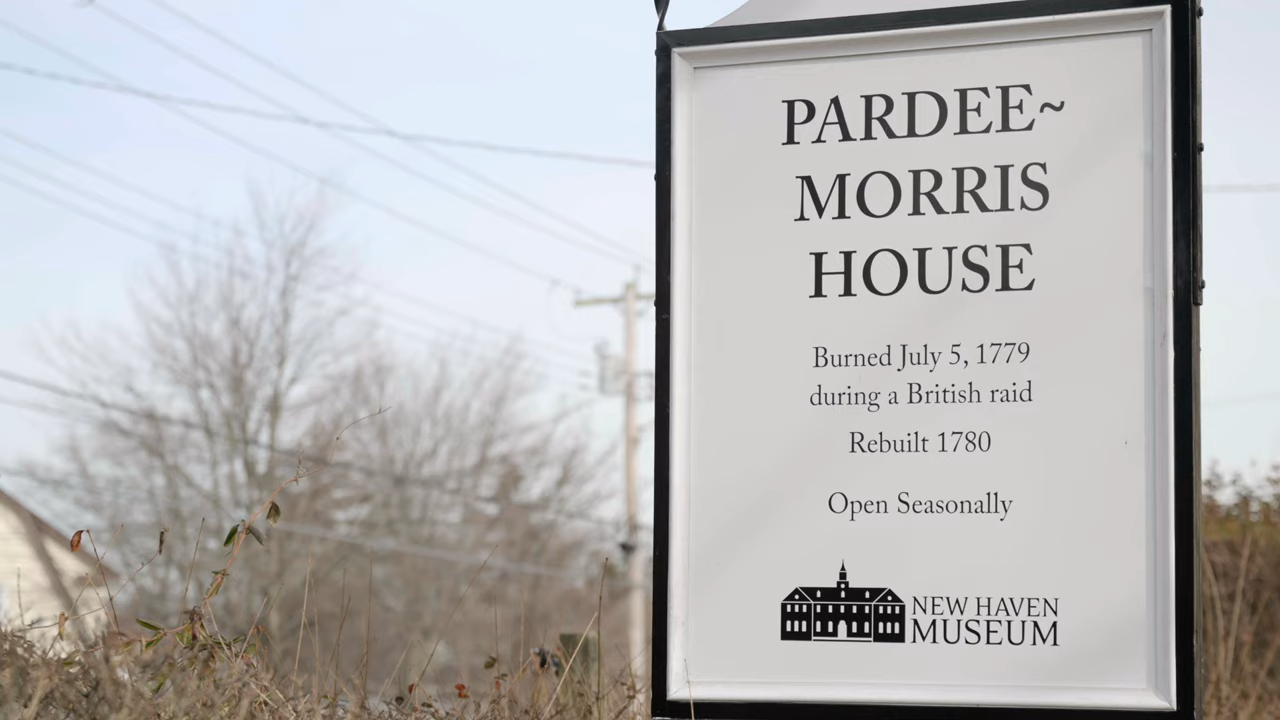 PARDEE~
MORRIS
HOUSE
Burned July 5, 1779
during a British raid
Rebuilt 1780
Open Seasonally
NEW HAVEN
MUSEUM